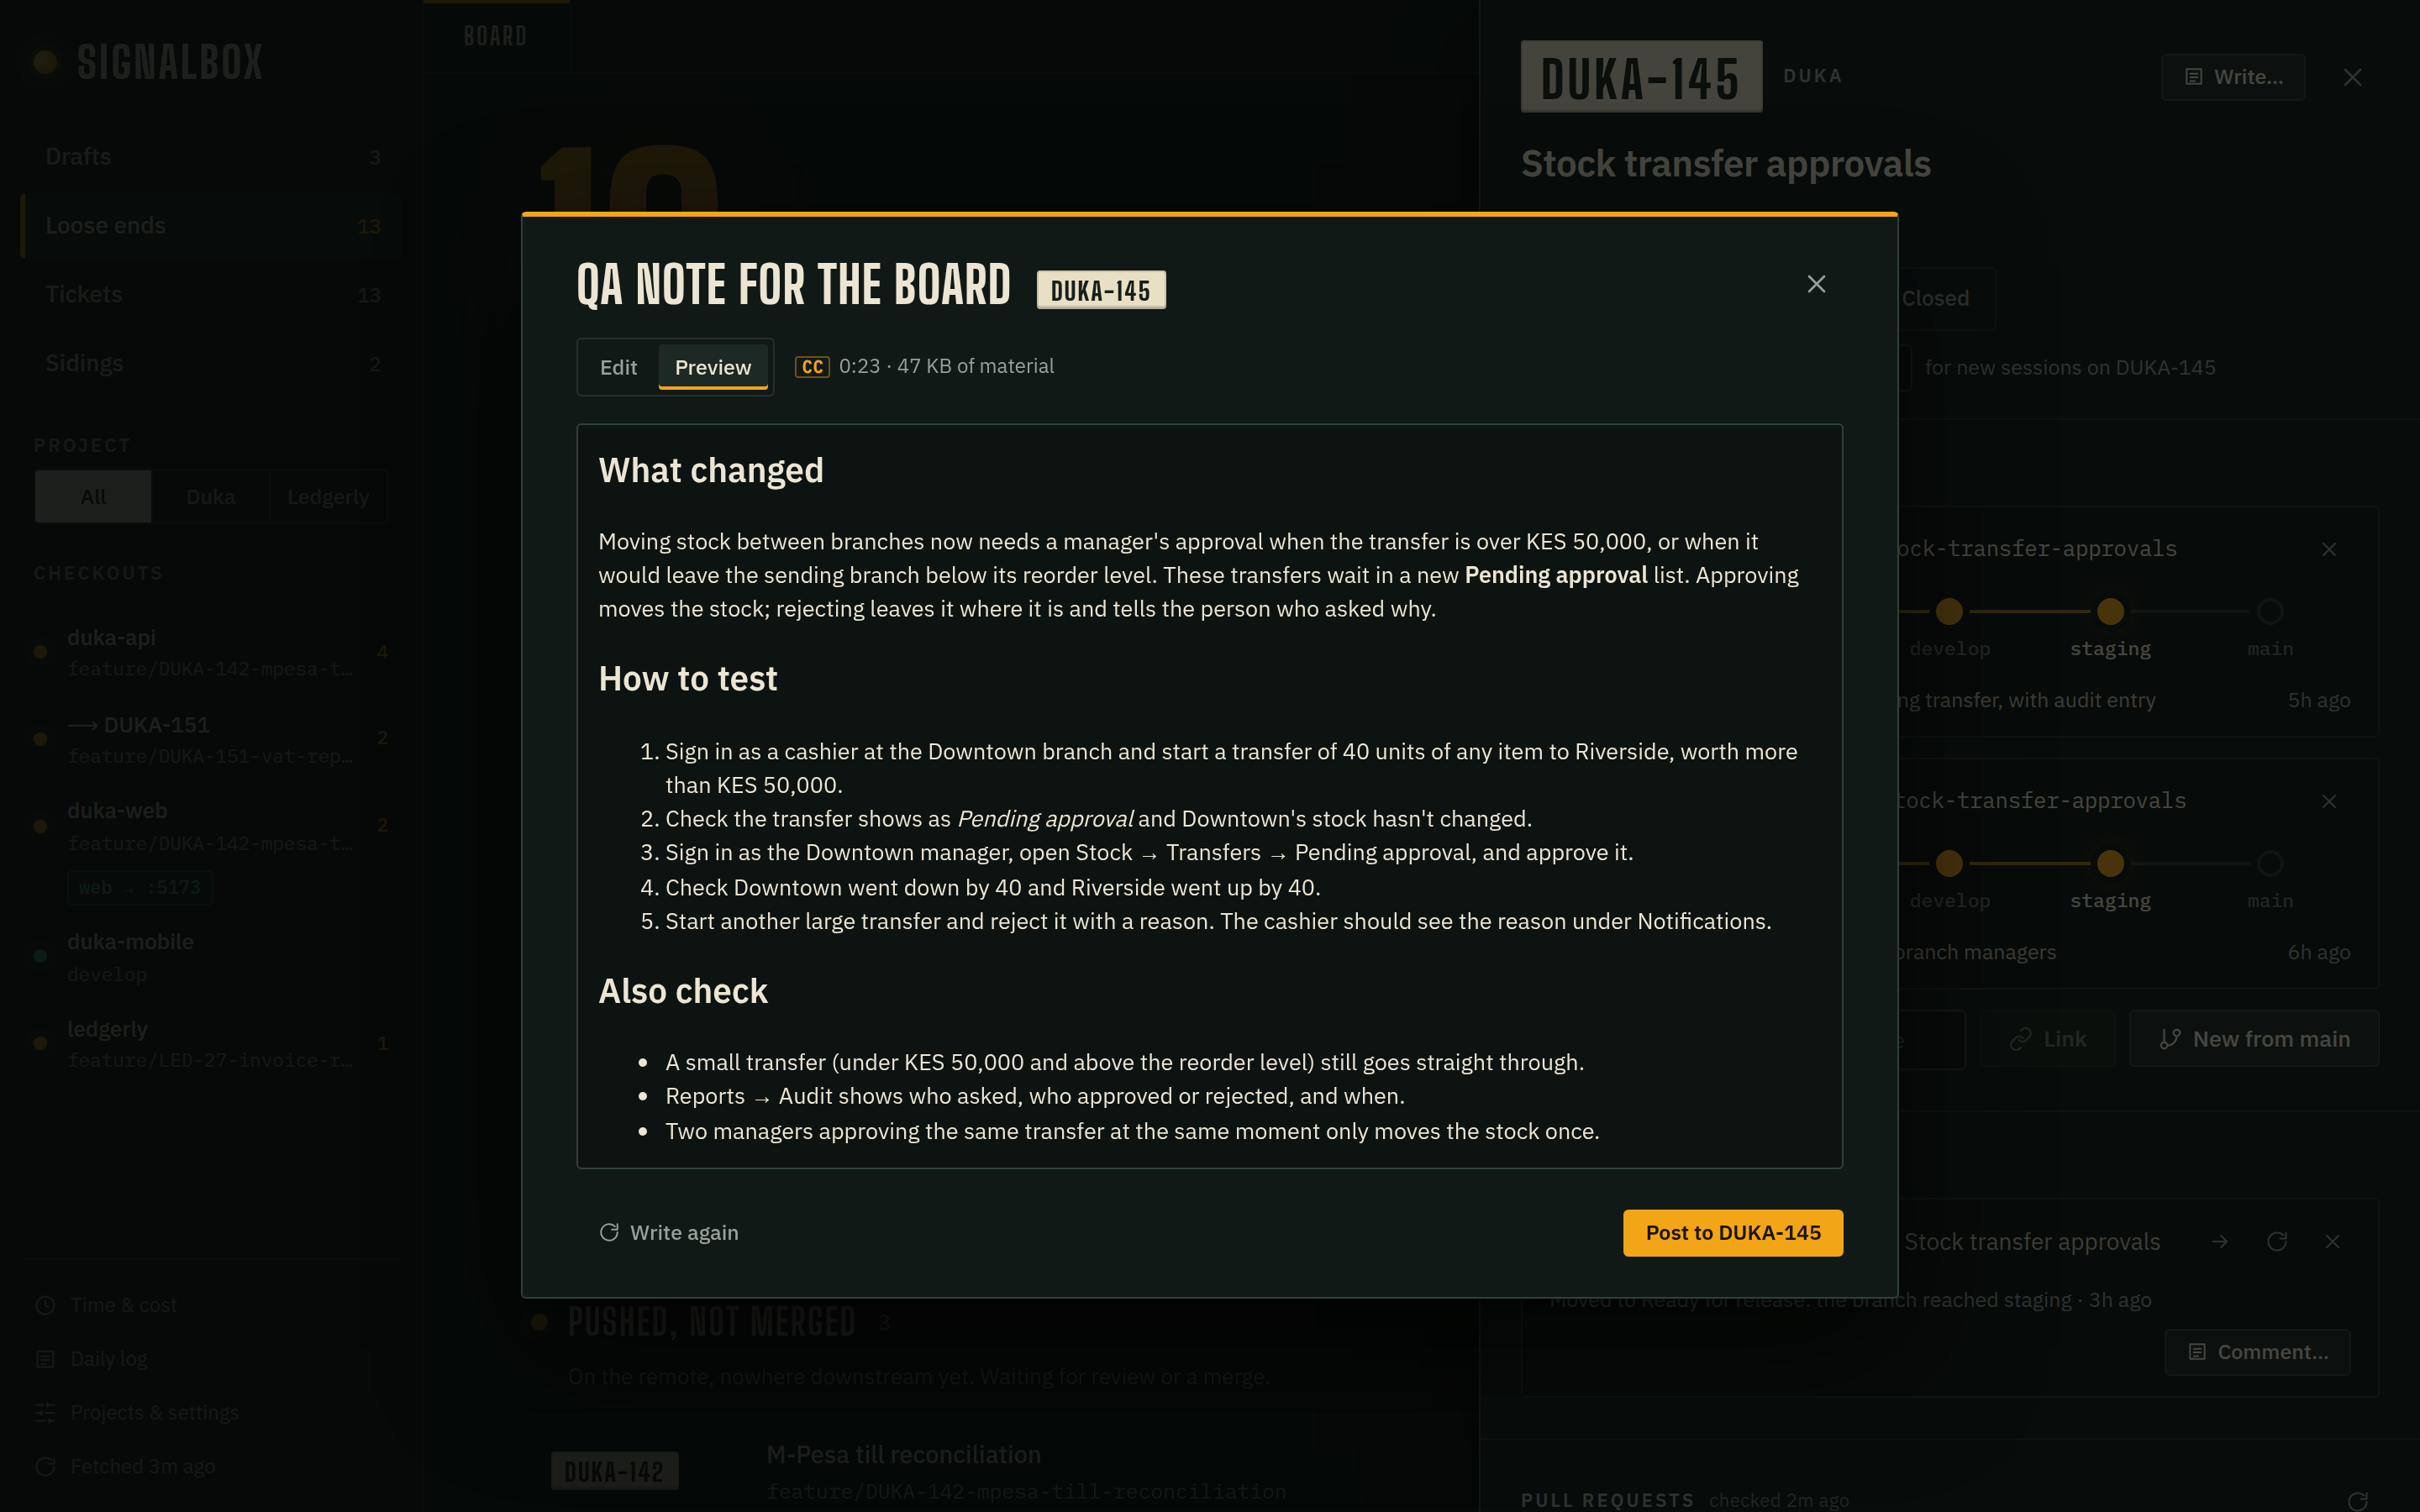 SIGNALBOX
Drafts 3
Loose ends 13
Tickets 13
Sidings 2
PROJECT
All Duka Ledgerly
CHECKOUTS
duka-api 4
feature/DUKA-142-mpesa-t…
⟶ DUKA-151 2
feature/DUKA-151-vat-rep…
duka-web 2
feature/DUKA-142-mpesa-t…
web → :5173
duka-mobile
develop
ledgerly 1
feature/LED-27-invoice-r…
Time & cost
Daily log
Projects & settings
Fetched 3m ago
BOARD
QA NOTE FOR THE BOARD DUKA-145
Edit Preview CC 0:23 · 47 KB of material
What changed
Moving stock between branches now needs a manager's approval when the transfer is over KES 50,000, or when it
would leave the sending branch below its reorder level. These transfers wait in a new Pending approval list. Approving
moves the stock; rejecting leaves it where it is and tells the person who asked why.
How to test
1. Sign in as a cashier at the Downtown branch and start a transfer of 40 units of any item to Riverside, worth more
than KES 50,000.
2. Check the transfer shows as Pending approval and Downtown's stock hasn't changed.
3. Sign in as the Downtown manager, open Stock → Transfers → Pending approval, and approve it.
4. Check Downtown went down by 40 and Riverside went up by 40.
5. Start another large transfer and reject it with a reason. The cashier should see the reason under Notifications.
Also check
• A small transfer (under KES 50,000 and above the reorder level) still goes straight through.
• Reports → Audit shows who asked, who approved or rejected, and when.
• Two managers approving the same transfer at the same moment only moves the stock once.
Write again
Post to DUKA-145
PUSHED, NOT MERGED 3
On the remote, nowhere downstream yet. Waiting for review or a merge.
DUKA-142
M-Pesa till reconciliation
feature/DUKA-142-mpesa-till-reconciliation
DUKA-145 DUKA
Write…
Stock transfer approvals
Closed
for new sessions on DUKA-145
ock-transfer-approvals
develop staging main
ng transfer, with audit entry 5h ago
tock-transfer-approvals
develop staging main
branch managers 6h ago
Link
New from main
Stock transfer approvals
Moved to Ready for release: the branch reached staging · 3h ago
Comment…
PULL REQUESTS checked 2m ago